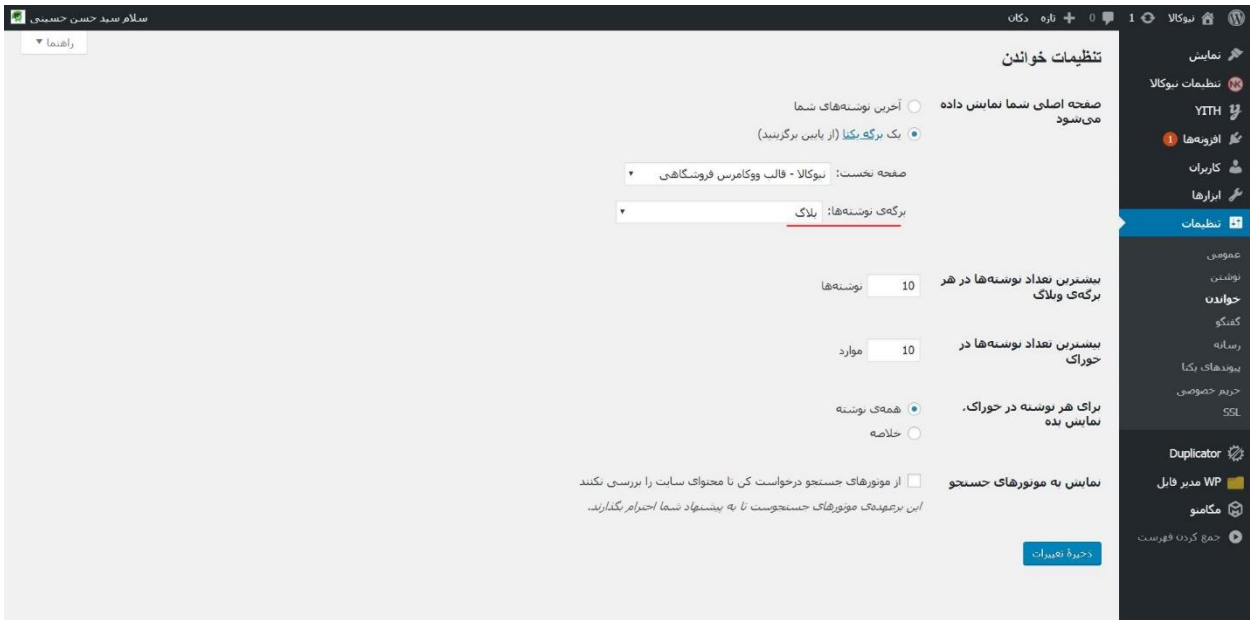 نیوکالا 1 0 تازه دکان
سلام سید حسن حسینی
راهنما
نمایش
تنظیمات نیوکالا
YITH
افزونه‌ها 1
کاربران
ابزارها
تنظیمات
عمومی
نوشتن
خواندن
گفتگو
رسانه
پیوندهای یکتا
حریم خصوصی
SSL
Duplicator
WP مدیر فایل
مگامنو
جمع کردن فهرست
تنظیمات خواندن
صفحه اصلی شما نمایش داده
می‌شود
آخرین نوشته‌های شما
یک برگه یکتا (از پایین برگزینید)
صفحه نخست: نیوکالا - قالب ووکامرس فروشگاهی
برگه‌ی نوشته‌ها: بلاگ
بیشترین تعداد نوشته‌ها در هر
برگه‌ی وبلاگ
10 نوشته‌ها
بیشترین تعداد نوشته‌ها در
خوراک
10 موارد
برای هر نوشته در خوراک،
نمایش بده
همه‌ی نوشته
خلاصه
نمایش به موتورهای جستجو
از موتورهای جستجو درخواست کن تا محتوای سایت را بررسی نکنند
این برعهده‌ی موتورهای جستجوست تا به پیشنهاد شما احترام بگذارند.
ذخیرهٔ تغییرات